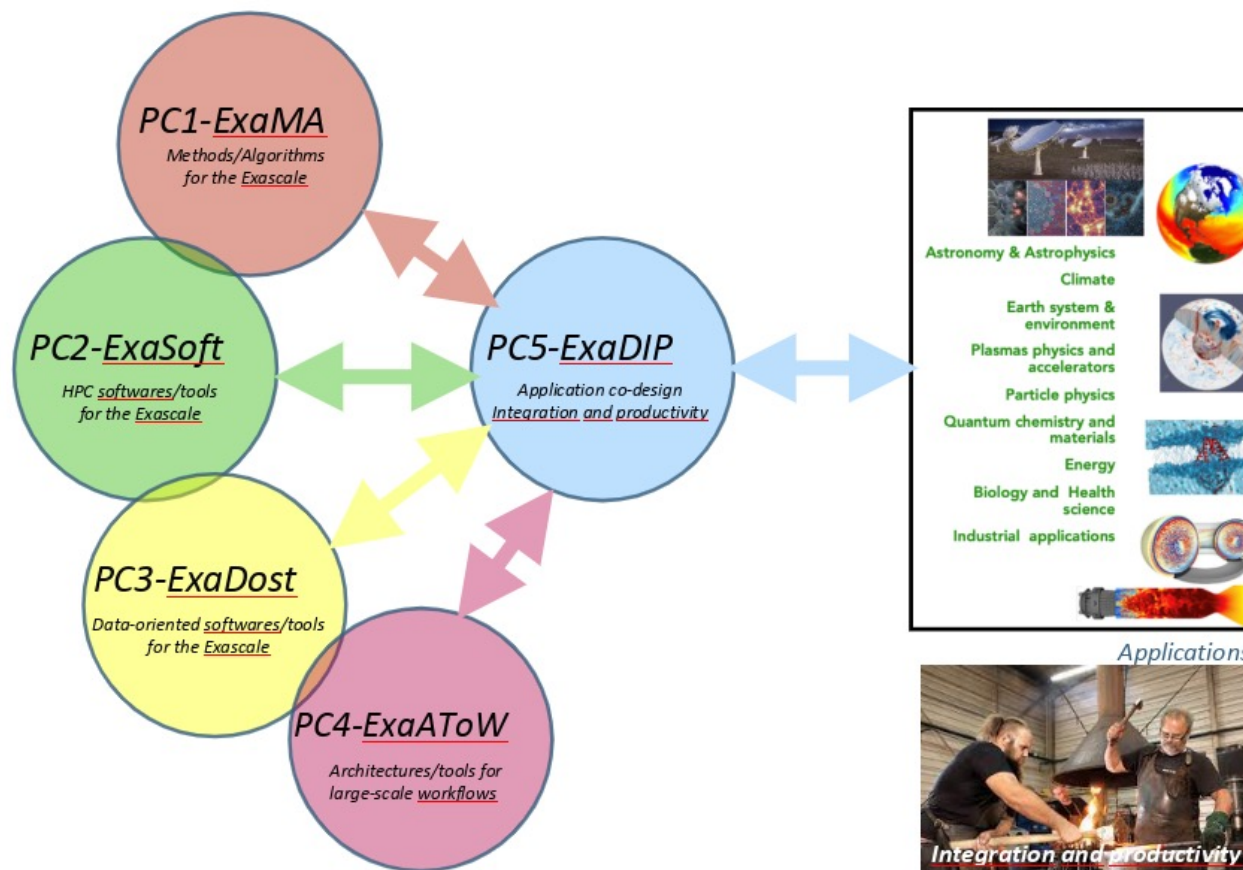 PC1-ExaMA
Methods/Algorithms
for the Exascale
PC2-ExaSoft
HPC softwares/tools
for the Exascale
PC3-ExaDost
Data-oriented softwares/tools
for the Exascale
PC4-ExaAToW
Architectures/tools for
large-scale workflows
PC5-ExaDIP
Application co-design
Integration and productivity
Astronomy & Astrophysics
Climate
Earth system &
environment
Plasmas physics and
accelerators
Particle physics
Quantum chemistry and
materials
Energy
Biology and Health
science
Industrial applications
Applications
Integration and productivity